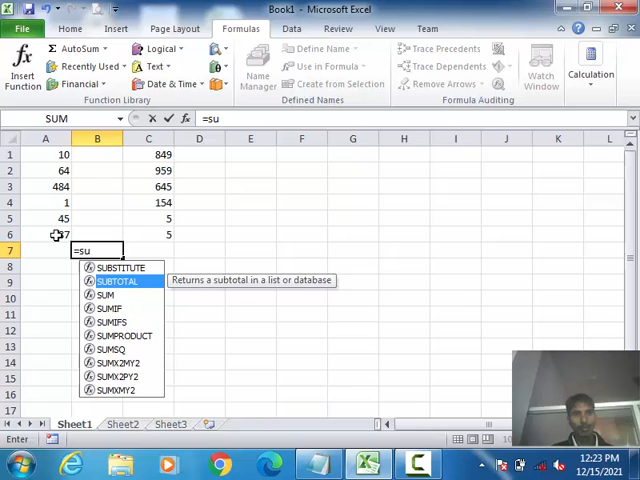 Book1 - Microsoft Excel
File Home Insert Page Layout Formulas Data Review View Team
fx Insert Function
Σ AutoSum
Recently Used
Financial
Logical
Text
Date & Time
Function Library
Name Manager
Define Name
Use in Formula
Create from Selection
Defined Names
Trace Precedents
Trace Dependents
Remove Arrows
Formula Auditing
Watch Window
Calculation
SUM fx =su
A B C D E F G H I J K L
1 10 849
2 64 959
3 484 645
4 1 154
5 45 5
6 5
7 =su
8 SUBSTITUTE
9 SUBTOTAL Returns a subtotal in a list or database
10 SUM
11 SUMIF
12 SUMIFS
13 SUMPRODUCT
SUMSQ
14 SUMX2MY2
15 SUMX2PY2
16 SUMXMY2
17
Sheet1 Sheet2 Sheet3
Enter
12:23 PM
12/15/2021